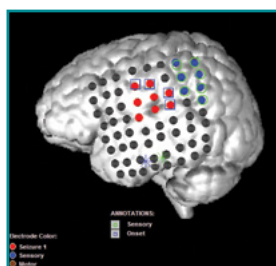 ANNOTATIONS:
Sensory
Onset
Electrode Color:
Seizure 1
Sensory
Motor